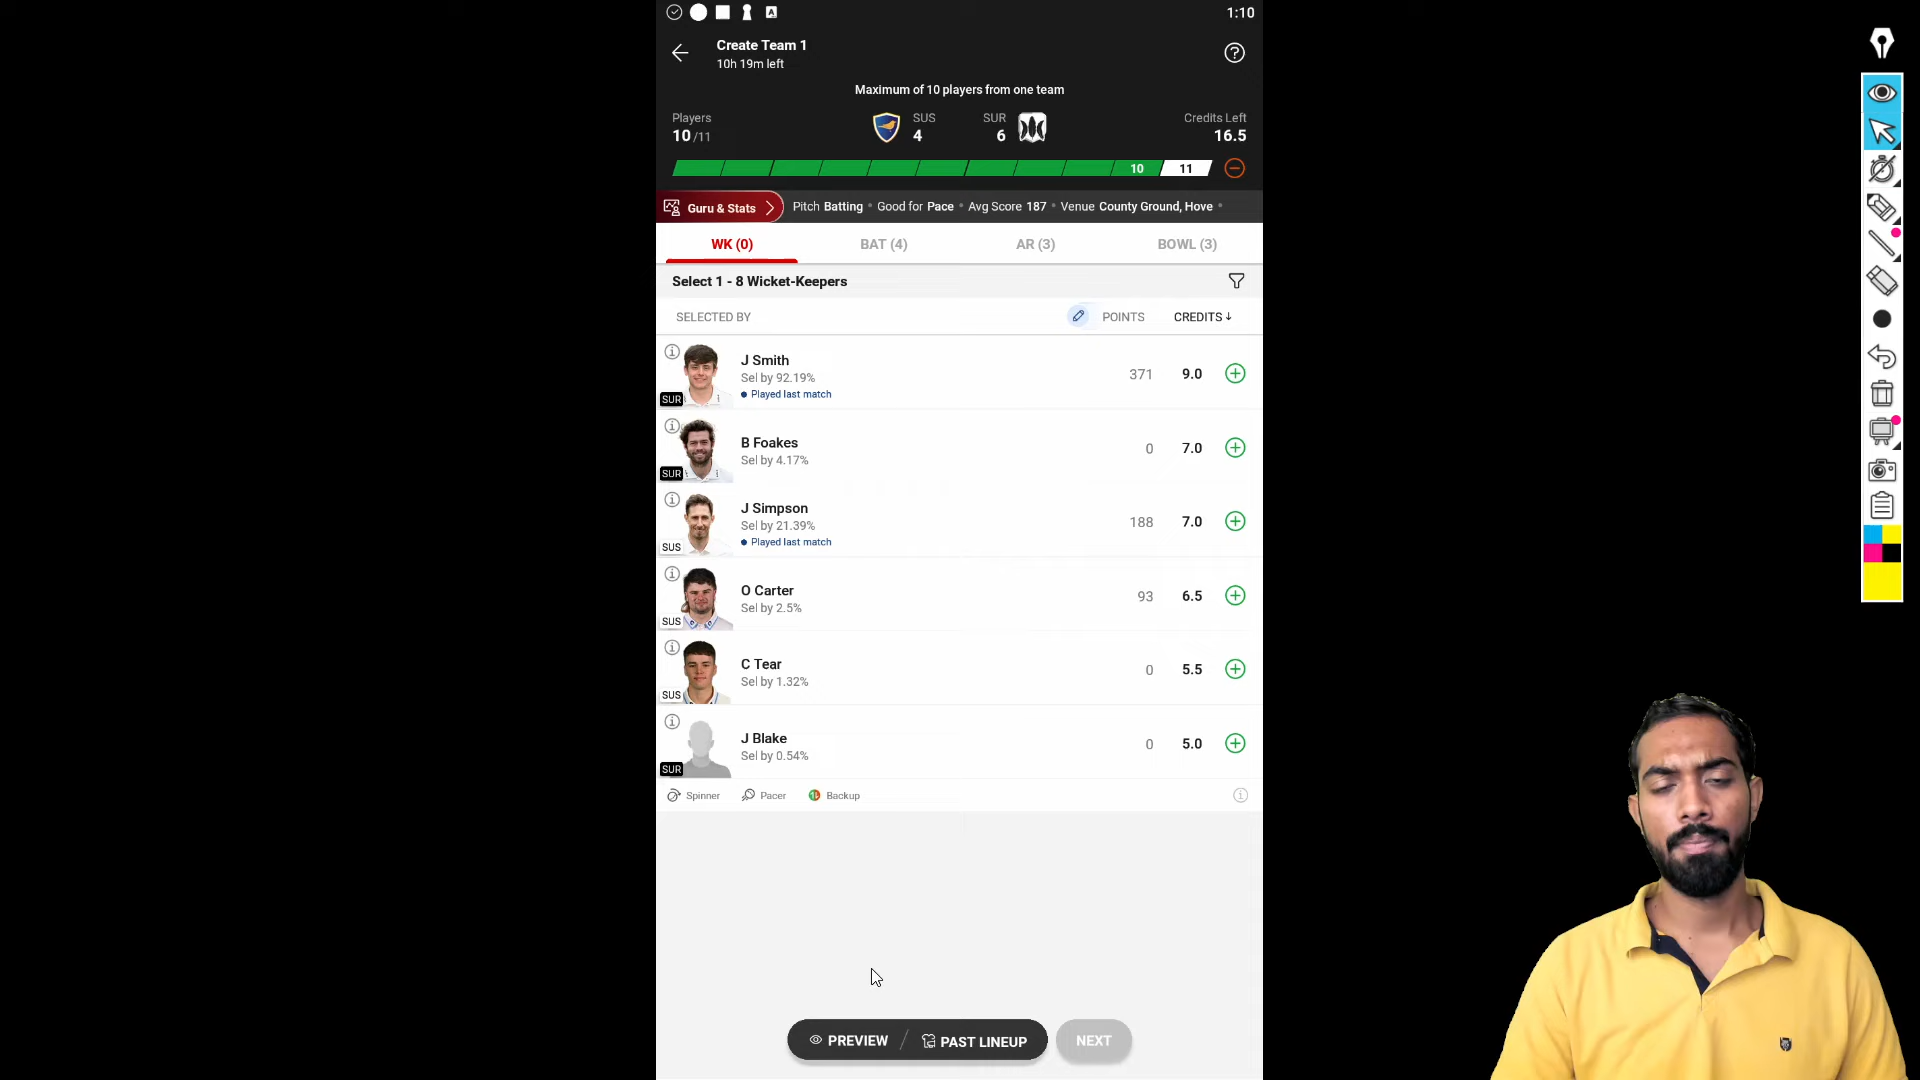 1:10
Create Team 1
10h 19m left
Maximum of 10 players from one team
Players SUS SUR Credits Left
10/11 4 6 16.5
10 11
Guru & Stats Pitch Batting • Good for Pace • Avg Score 187 • Venue County Ground, Hove •
WK (0) BAT (4) AR (3) BOWL (3)
Select 1 - 8 Wicket-Keepers
SELECTED BY POINTS CREDITS↓
J Smith
Sel by 92.19%
371 9.0
• Played last match
SUR
B Foakes
Sel by 4.17%
0 7.0
SUR
J Simpson
Sel by 21.39%
188 7.0
• Played last match
SUS
O Carter
Sel by 2.5%
93 6.5
SUS
C Tear
Sel by 1.32%
0 5.5
SUS
J Blake
Sel by 0.54%
0 5.0
SUR
Spinner Pacer Backup
PREVIEW / PAST LINEUP NEXT